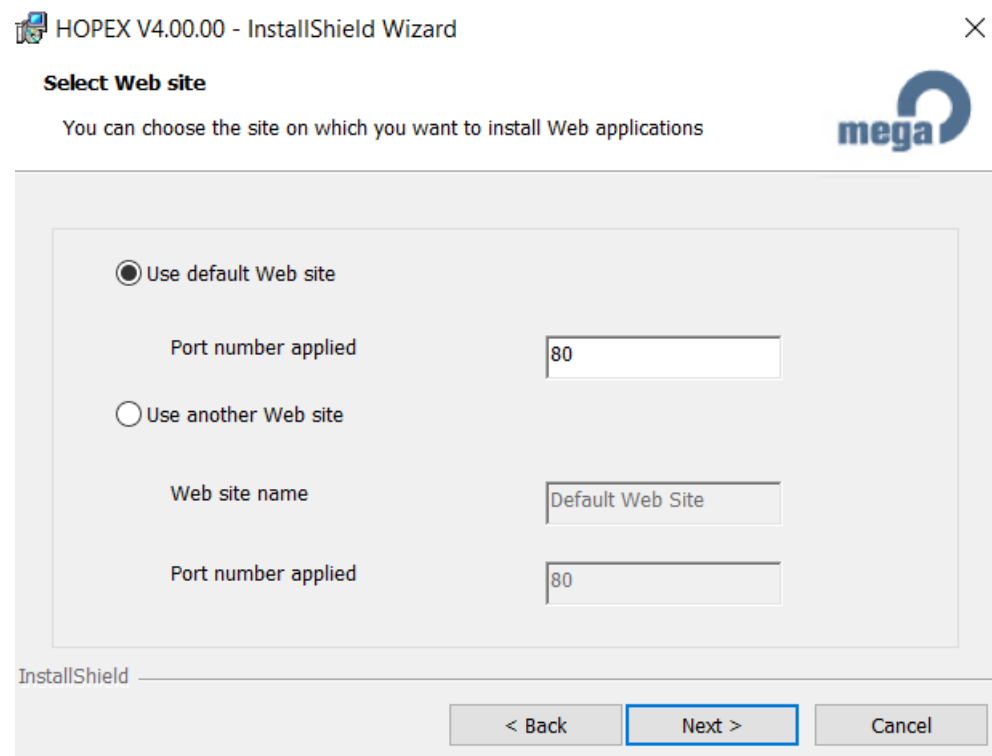 HOPEX V4.00.00 - InstallShield Wizard
Select Web site
You can choose the site on which you want to install Web applications
mega
Use default Web site
Port number applied 80
Use another Web site
Web site name Default Web Site
Port number applied 80
InstallShield
< Back Next > Cancel